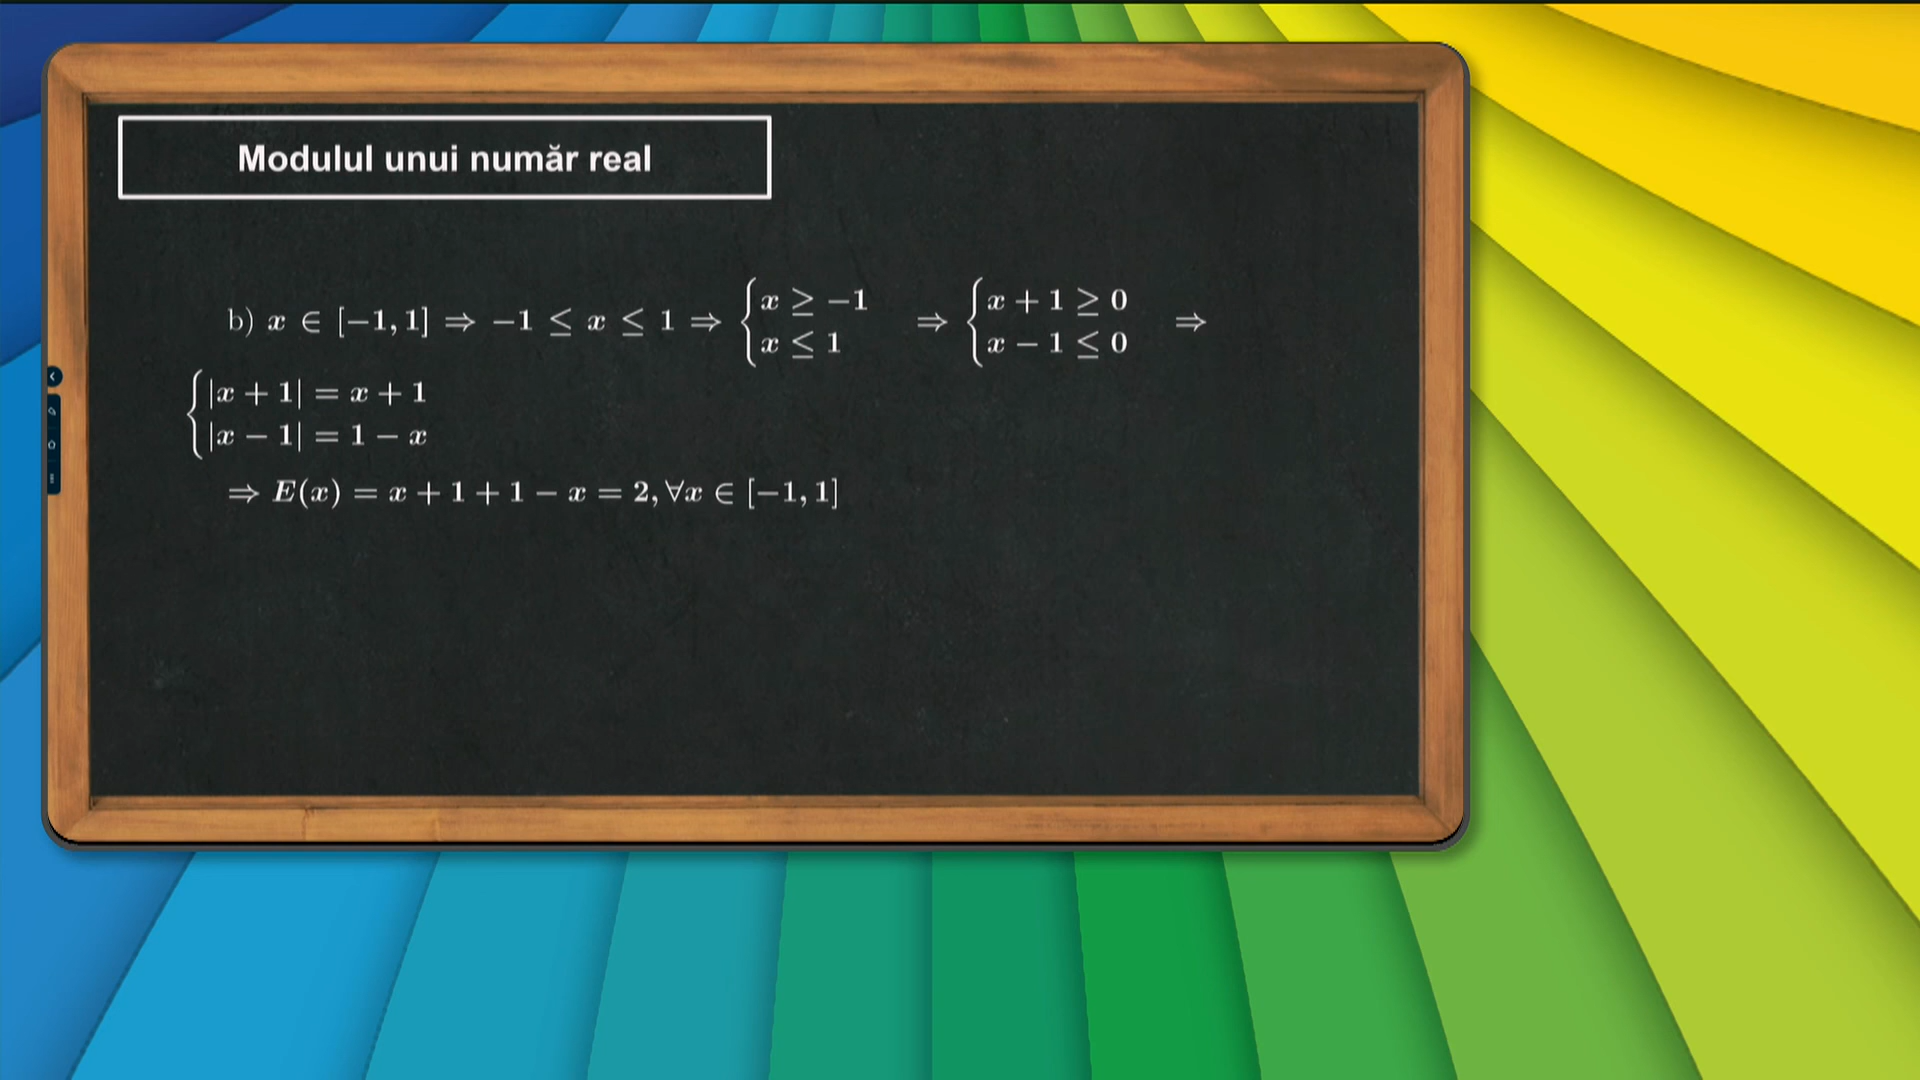 Modulul unui număr real
b) x ∈ [−1, 1] ⇒ −1 ≤ x ≤ 1 ⇒ { x ≥ −1 x ≤ 1 ⇒ { x + 1 ≥ 0 x − 1 ≤ 0 ⇒
{ |x + 1| = x + 1
|x − 1| = 1 − x
⇒ E(x) = x + 1 + 1 − x = 2, ∀x ∈ [−1, 1]